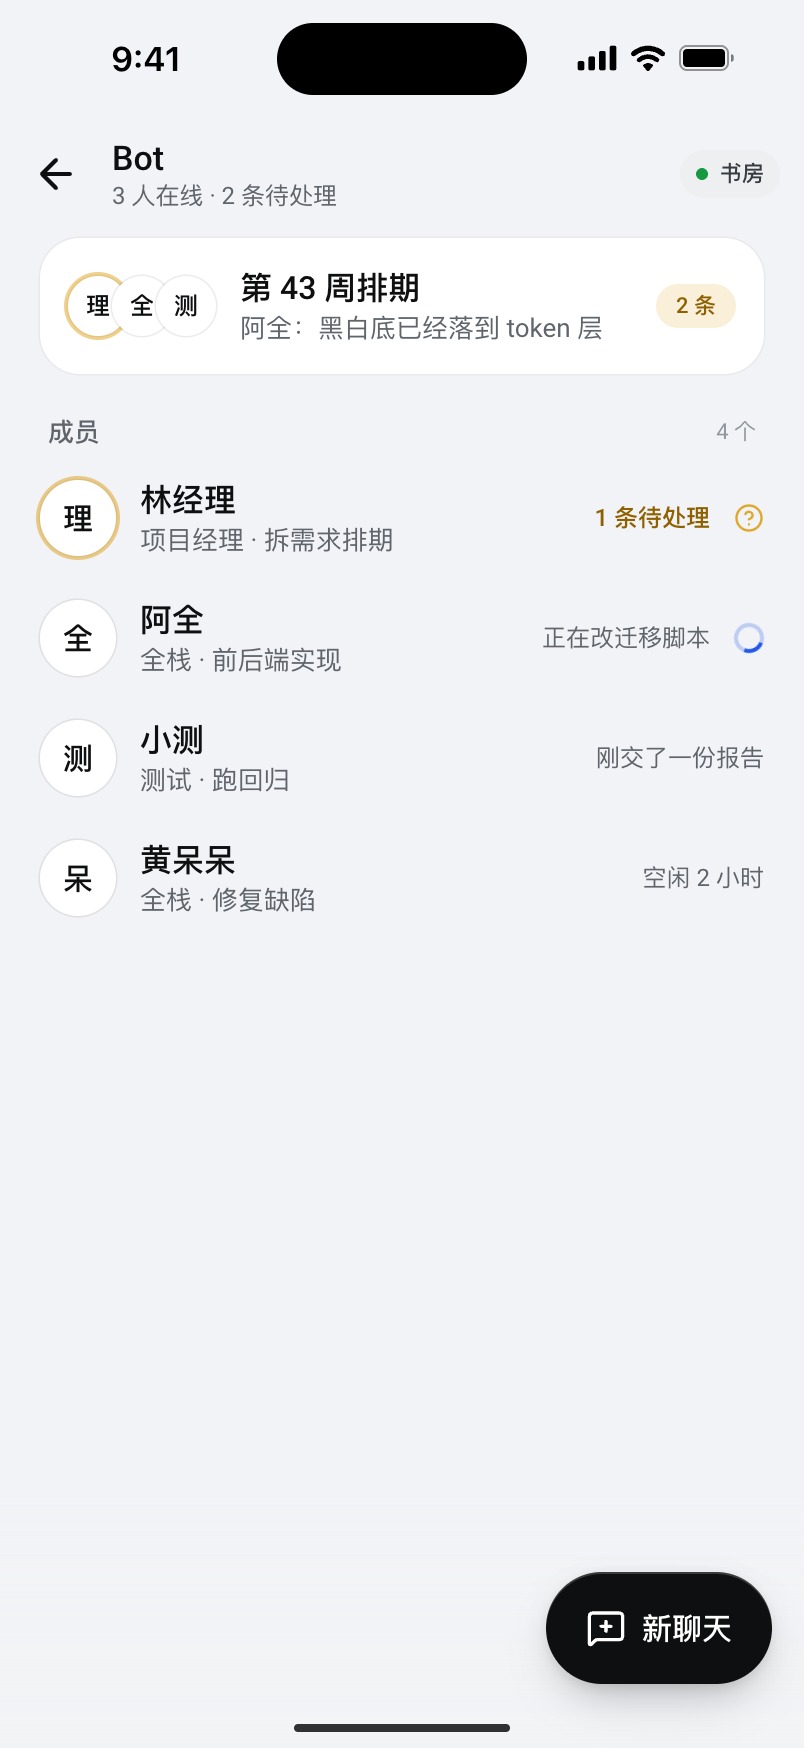 9:41
Bot
3 人在线 · 2 条待处理
书房
理 全 测
第 43 周排期
阿全：黑白底已经落到 token 层
2 条
成员
4 个
理
林经理
项目经理 · 拆需求排期
1 条待处理
全
阿全
全栈 · 前后端实现
正在改迁移脚本
测
小测
测试 · 跑回归
刚交了一份报告
呆
黄呆呆
全栈 · 修复缺陷
空闲 2 小时
新聊天